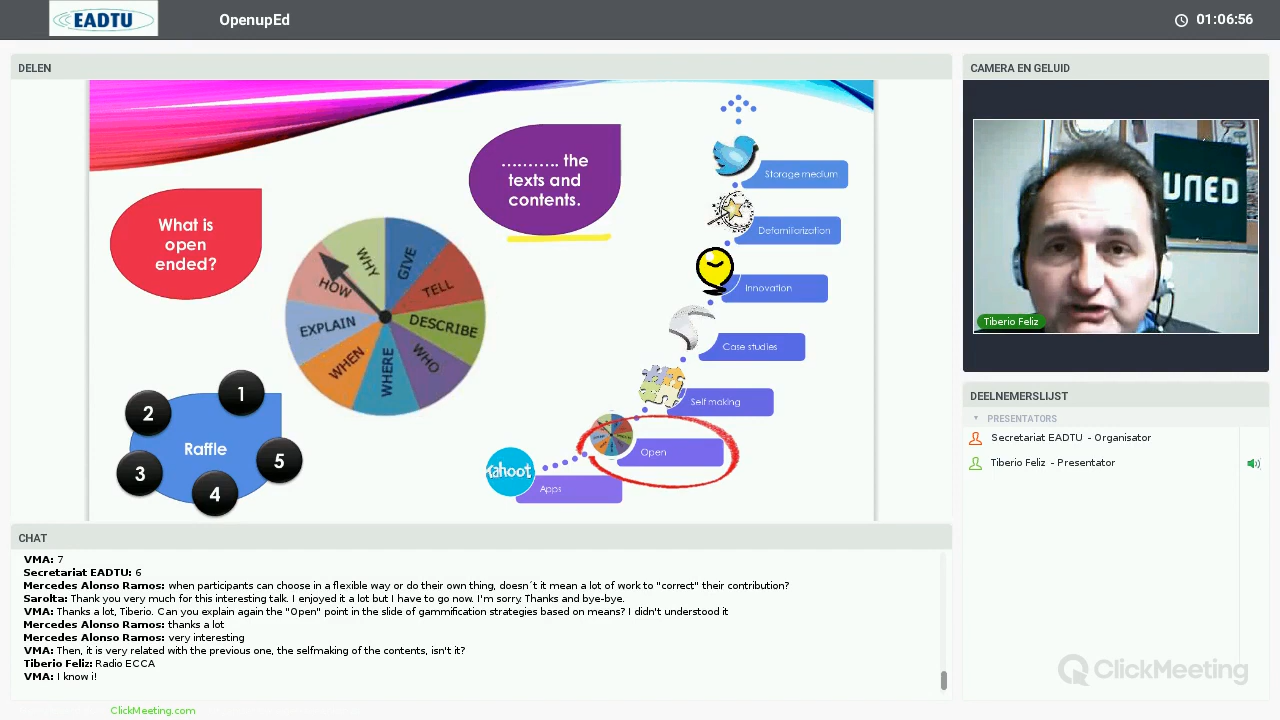 EADTU
OpenupEd
01:06:56
DELEN
What is
open
ended?
WHY
GIVE
TELL
DESCRIBE
WHO
WHERE
WHEN
EXPLAIN
HOW
……….. the
texts and
contents.
Storage medium
Defamiliarization
Innovation
Case studies
Self making
Open
Kahoot
Apps
Raffle
1
2
3
4
5
CAMERA EN GELUID
UNED
Tiberio Feliz
DEELNEMERSLIJST
PRESENTATORS
Secretariat EADTU - Organisator
Tiberio Feliz - Presentator
CHAT
VMA: 7
Secretariat EADTU: 6
Mercedes Alonso Ramos: when participants can choose in a flexible way or do their own thing, doesn´t it mean a lot of work to "correct" their contribution?
Sarolta: Thank you very much for this interesting talk. I enjoyed it a lot but I have to go now. I'm sorry. Thanks and bye-bye.
VMA: Thanks a lot, Tiberio. Can you explain again the "Open" point in the slide of gammification strategies based on means? I didn't understood it
Mercedes Alonso Ramos: thanks a lot
Mercedes Alonso Ramos: very interesting
VMA: Then, it is very related with the previous one, the selfmaking of the contents, isn't it?
Tiberio Feliz: Radio ECCA
VMA: I know i!
ClickMeeting
ClickMeeting.com